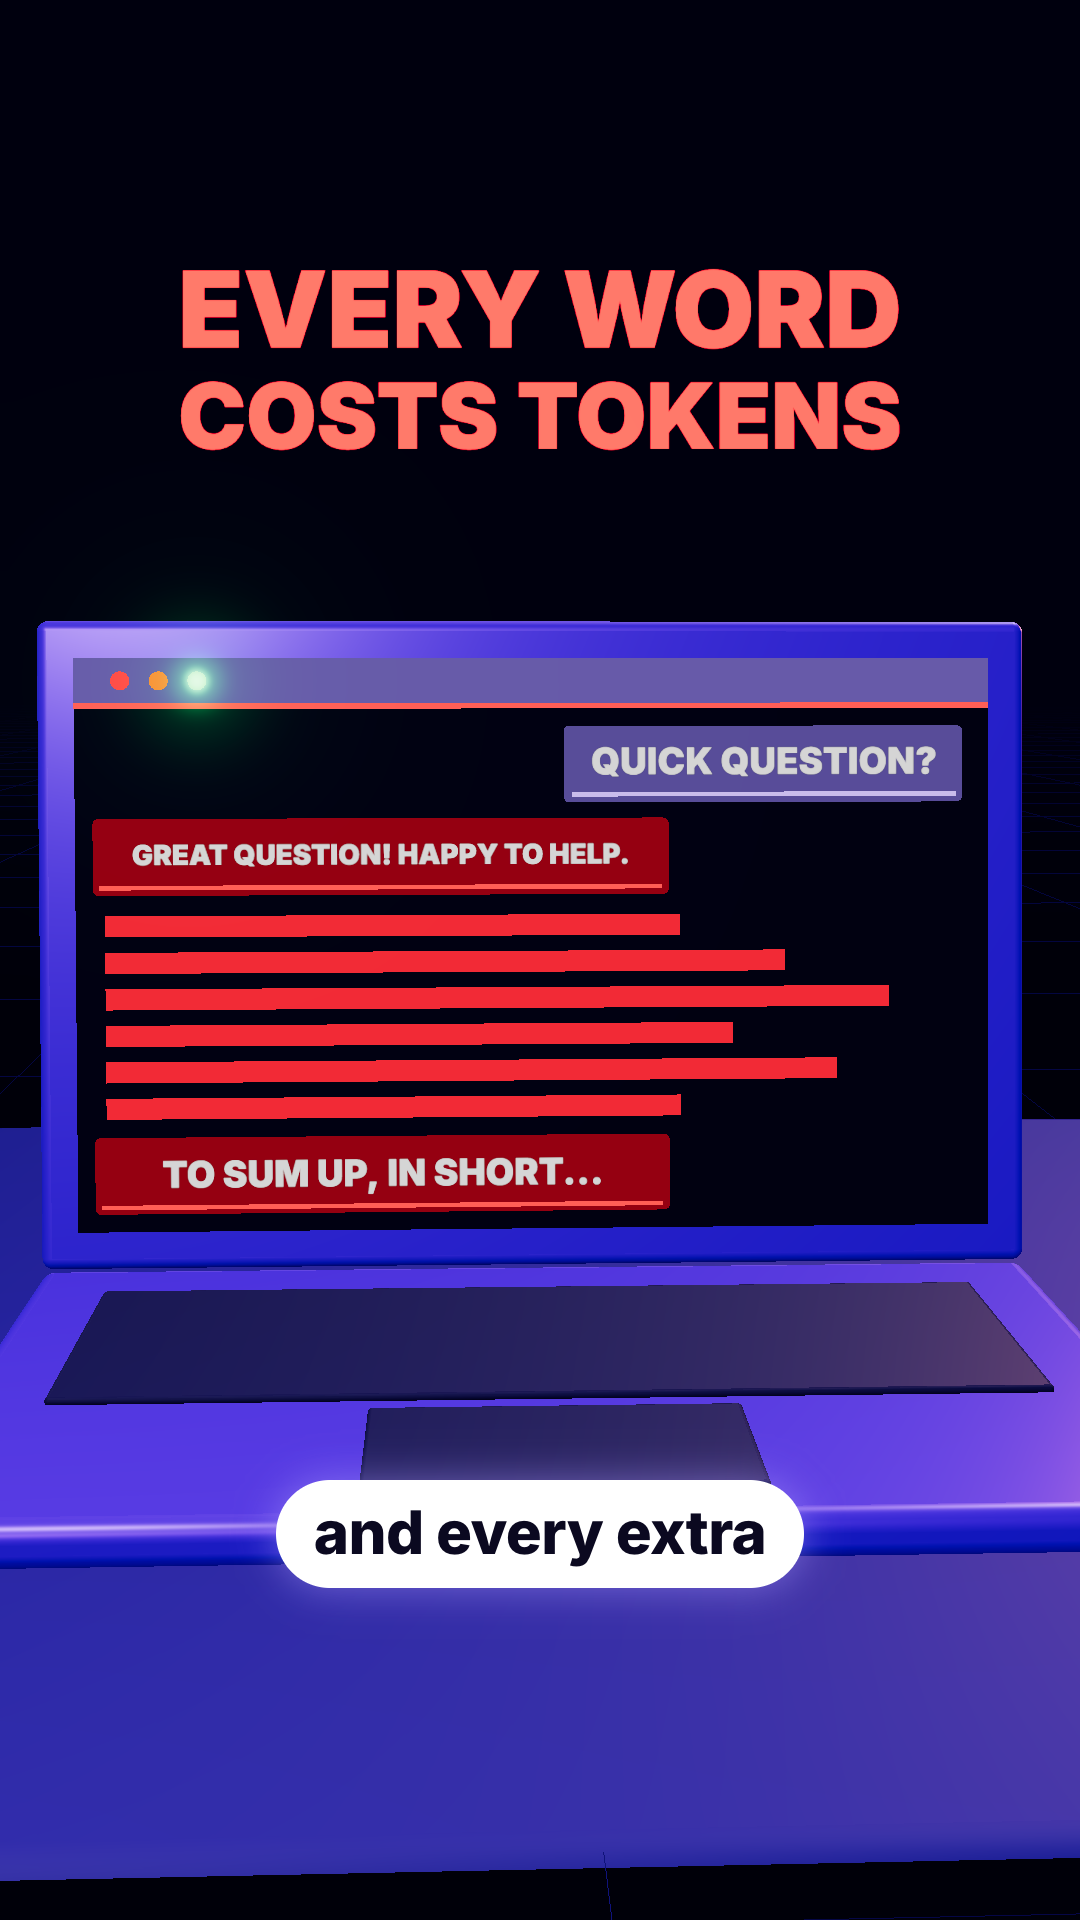 EVERY WORD
COSTS TOKENS
QUICK QUESTION?
GREAT QUESTION! HAPPY TO HELP.
TO SUM UP, IN SHORT...
and every extra